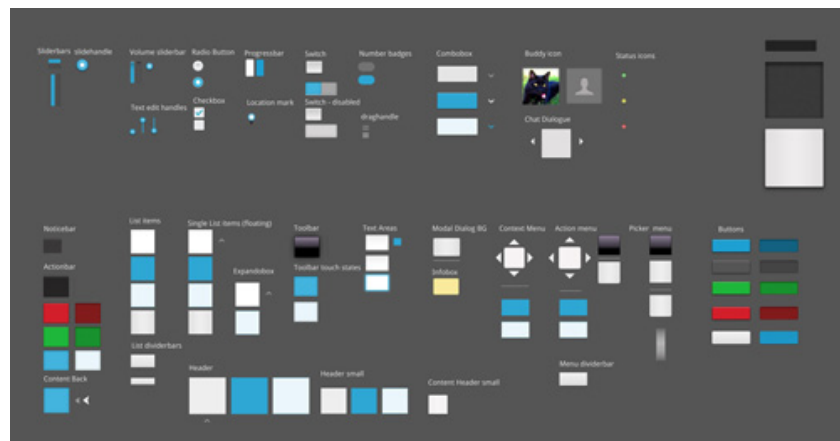 Sliderbars
slidehandle
Volume sliderbar
Radio Button
Progressbar
Switch
Number badges
Combobox
Buddy icon
Status icons
Text edit handles
Checkbox
Location mark
Switch - disabled
draghandle
Chat Dialogue
Noticebar
List items
Single List items (floating)
Toolbar
Text Areas
Modal Dialog BG
Context Menu
Action menu
Picker menu
Buttons
Actionbar
Expandobox
Toolbar touch states
Infobox
List dividerbars
Content Back
Header
Header small
Content Header small
Menu dividerbar